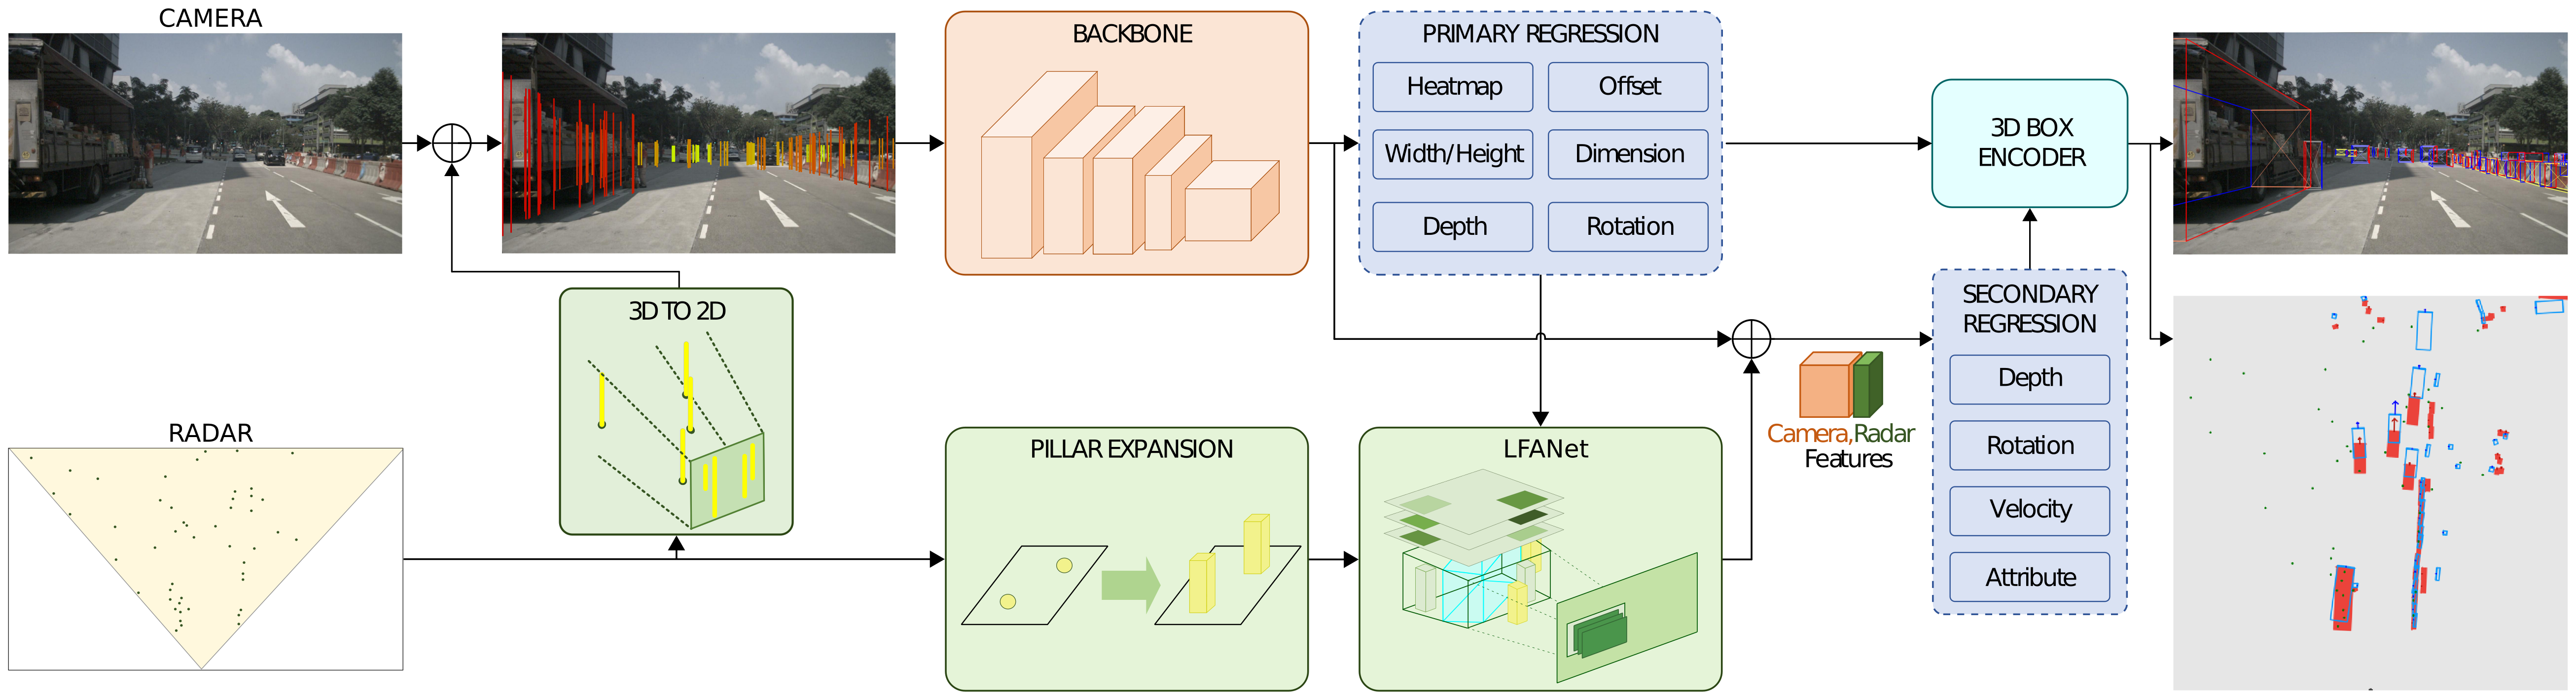 CAMERA
BACKBONE
PRIMARY REGRESSION
Heatmap
Offset
Width/Height
Dimension
Depth
Rotation
3D BOX
ENCODER
3D TO 2D
SECONDARY
REGRESSION
Depth
Rotation
Velocity
Attribute
RADAR
PILLAR EXPANSION
LFANet
Camera,Radar
Features